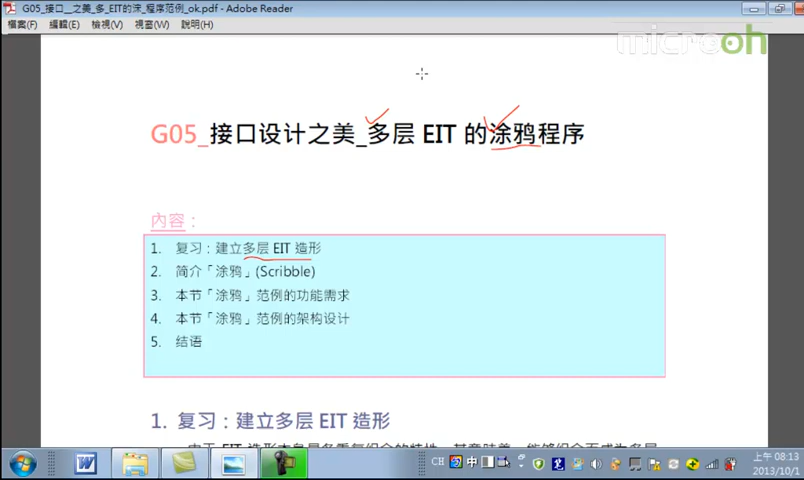 G05_接口__之美_多_EIT的涂_程序范例_ok.pdf - Adobe Reader
檔案(F) 編輯(E) 檢視(V) 視窗(W) 說明(H)
microoh
G05_接口设计之美_多层 EIT 的涂鸦程序
內容：
1. 复习：建立多层 EIT 造形
2. 简介「涂鸦」(Scribble)
3. 本节「涂鸦」范例的功能需求
4. 本节「涂鸦」范例的架构设计
5. 结语
1. 复习：建立多层 EIT 造形
CH 中
上午 08:13
2013/10/1